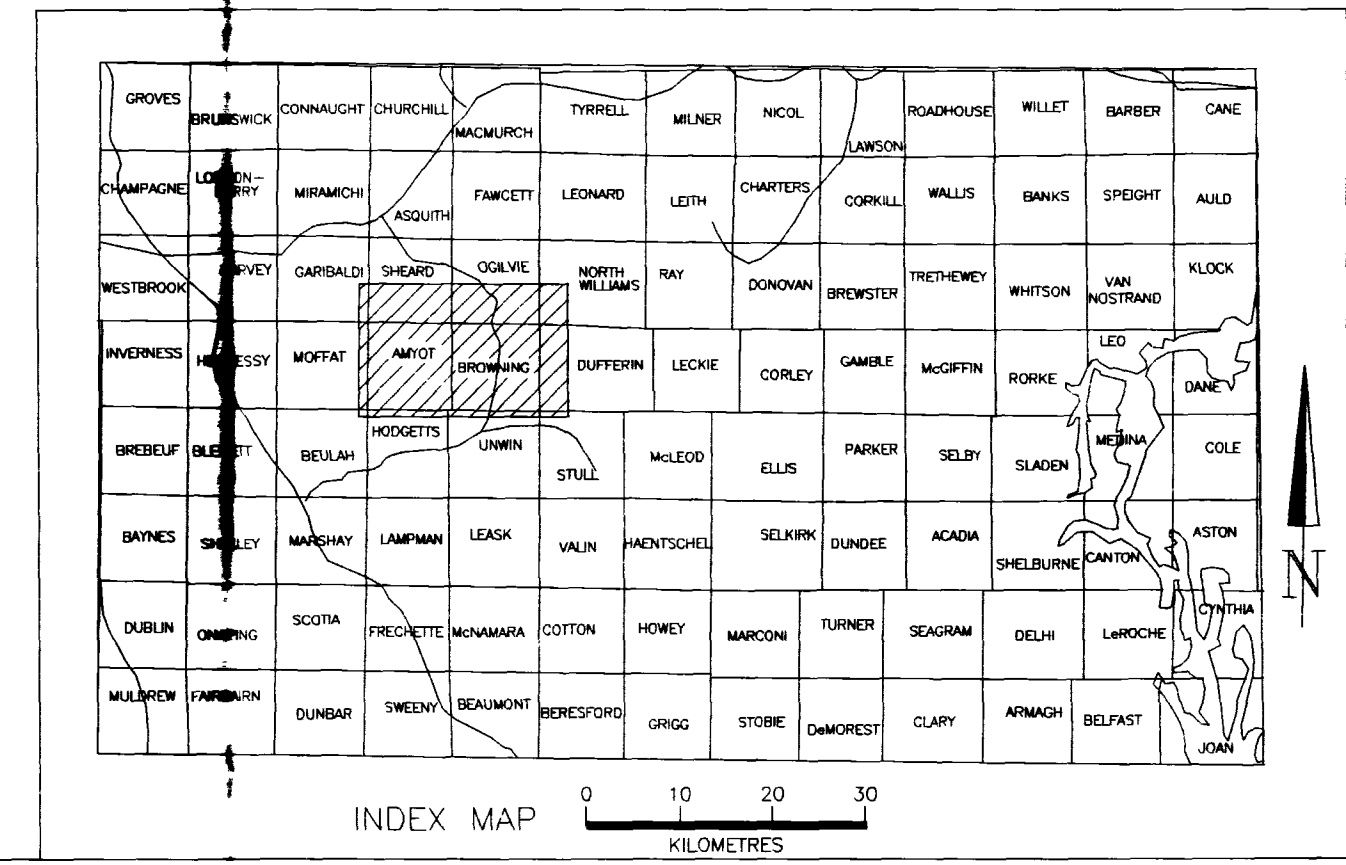 GROVES
BRUNSWICK
CONNAUGHT
CHURCHILL
MACMURCH
TYRRELL
MILNER
NICOL
LAWSON
ROADHOUSE
WILLET
BARBER
CANE
CHAMPAGNE
MIRAMICHI
ASQUITH
FAWCETT
LEONARD
LEITH
CHARTERS
CORKILL
WALLIS
BANKS
SPEIGHT
AULD
WESTBROOK
GARIBALDI
SHEARD
OGILVIE
NORTH
WILLIAMS
RAY
DONOVAN
BREWSTER
TRETHEWEY
WHITSON
VAN
NOSTRAND
KLOCK
INVERNESS
MOFFAT
AMYOT
BROWNING
DUFFERIN
LECKIE
CORLEY
GAMBLE
McGIFFIN
RORKE
LEO
DANE
BREBEUF
BEULAH
HODGETTS
UNWIN
STULL
McLEOD
ELLIS
PARKER
SELBY
SLADEN
MEDINA
COLE
BAYNES
MARSHAY
LAMPMAN
LEASK
VALIN
HAENTSCHEL
SELKIRK
DUNDEE
ACADIA
SHELBURNE
CANTON
ASTON
DUBLIN
ONAPING
SCOTIA
FRECHETTE
McNAMARA
COTTON
HOWEY
MARCONI
TURNER
SEAGRAM
DELHI
LeROCHE
CYNTHIA
MULDREW
FAIRBAIRN
DUNBAR
SWEENY
BEAUMONT
BERESFORD
GRIGG
STOBIE
DeMOREST
CLARY
ARMAGH
BELFAST
JOAN
N
INDEX MAP
0 10 20 30
KILOMETRES